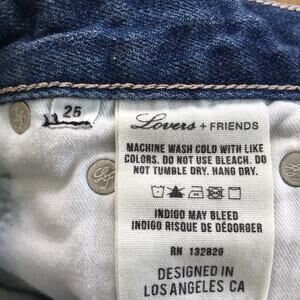 25
Lovers + FRIENDS
MACHINE WASH COLD WITH LIKE
COLORS. DO NOT USE BLEACH. DO
NOT TUMBLE DRY. HANG DRY.
INDIGO MAY BLEED
INDIGO RISQUE DE DÉGORGER
RN 132829
DESIGNED IN
LOS ANGELES CA